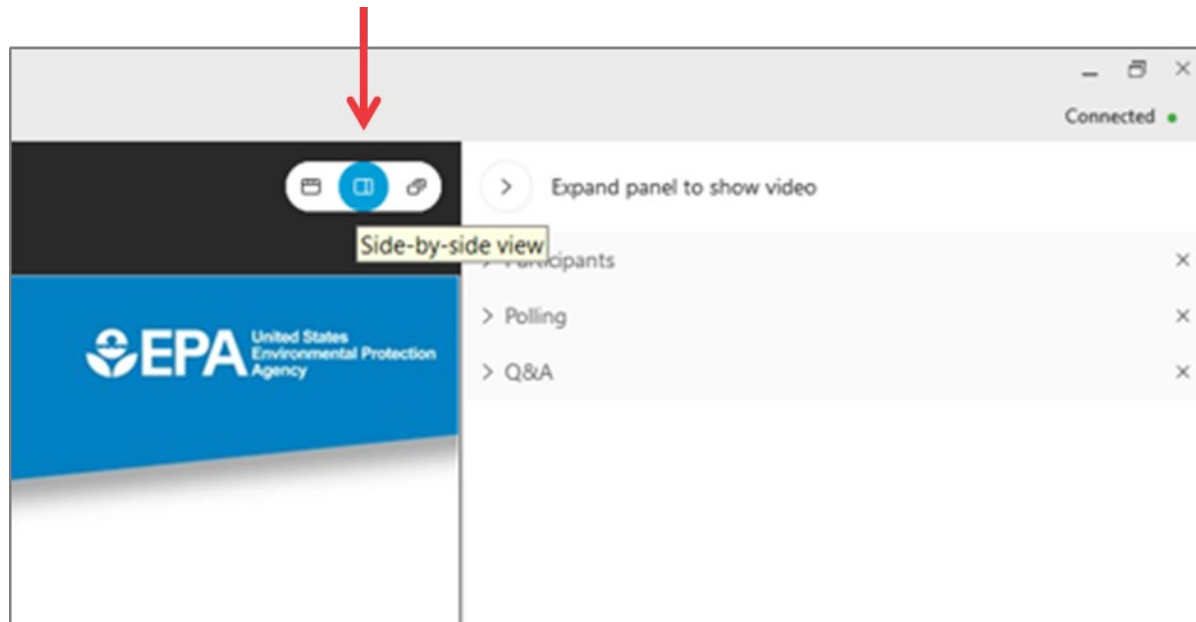 Connected
Expand panel to show video
Side-by-side view
Participants
Polling
Q&A
EPA
United States
Environmental Protection
Agency